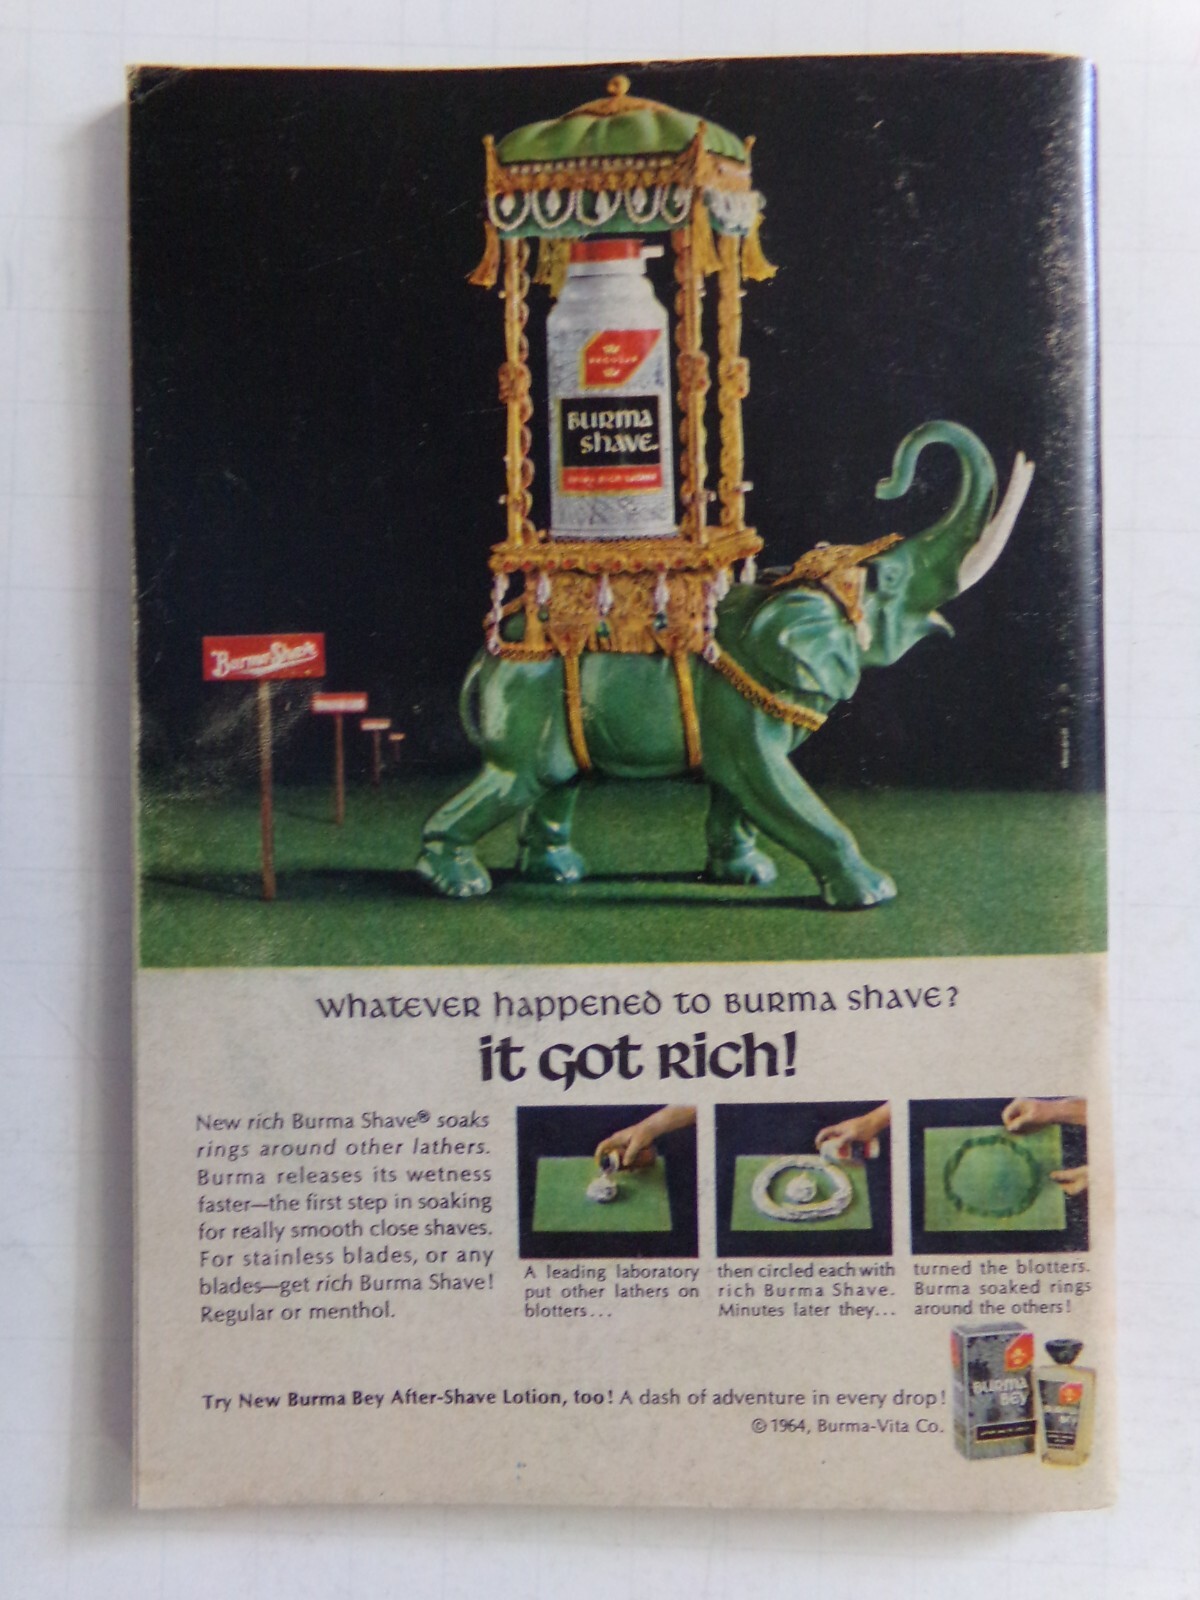 Burma-Shave
REGULAR
BURMA
SHAVE
EXTRA RICH LATHER
WHATEVER HAPPENED TO BURMA SHAVE?
IT GOT RICH!
New rich Burma Shave® soaks
rings around other lathers.
Burma releases its wetness
faster—the first step in soaking
for really smooth close shaves.
For stainless blades, or any
blades—get rich Burma Shave!
Regular or menthol.
A leading laboratory
put other lathers on
blotters...
then circled each with
rich Burma Shave.
Minutes later they...
turned the blotters.
Burma soaked rings
around the others!
Try New Burma Bey After-Shave Lotion, too! A dash of adventure in every drop!
© 1964, Burma-Vita Co.
BURMA
BEY